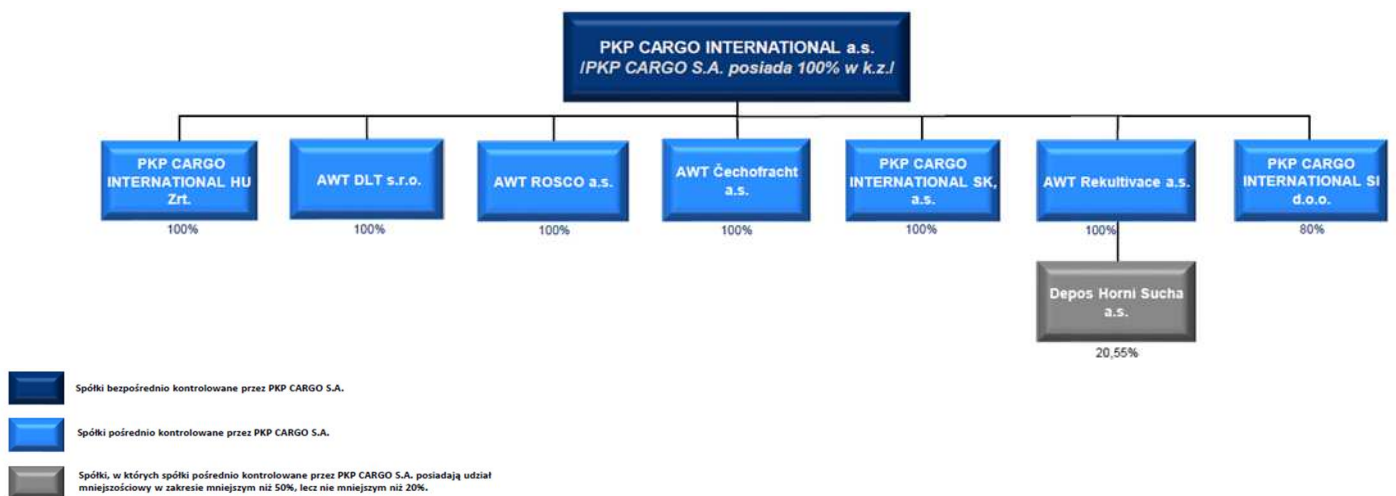 PKP CARGO INTERNATIONAL a.s.
/PKP CARGO S.A. posiada 100% w k.z./
PKP CARGO
INTERNATIONAL HU
Zrt.
100%
AWT DLT s.r.o.
100%
AWT ROSCO a.s.
100%
AWT Čechofracht
a.s.
100%
PKP CARGO
INTERNATIONAL SK,
a.s.
100%
AWT Rekultivace a.s.
100%
PKP CARGO
INTERNATIONAL SI
d.o.o.
80%
Depos Horni Sucha
a.s.
20,55%
Spółki bezpośrednio kontrolowane przez PKP CARGO S.A.
Spółki pośrednio kontrolowane przez PKP CARGO S.A.
Spółki, w których spółki pośrednio kontrolowane przez PKP CARGO S.A. posiadają udział
mniejszościowy w zakresie mniejszym niż 50%, lecz nie mniejszym niż 20%.